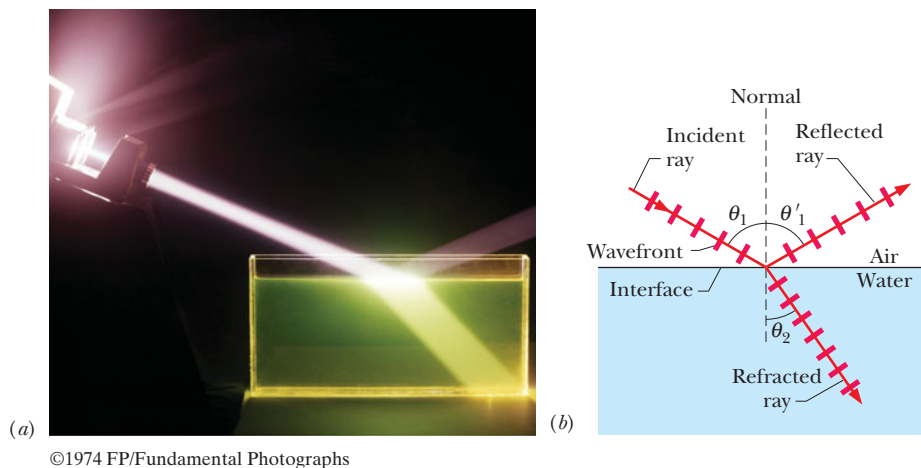 Normal
Incident
ray
Reflected
ray
θ1
θ′1
Wavefront
Air
Water
Interface
θ2
Refracted
ray
(a)
(b)
©1974 FP/Fundamental Photographs